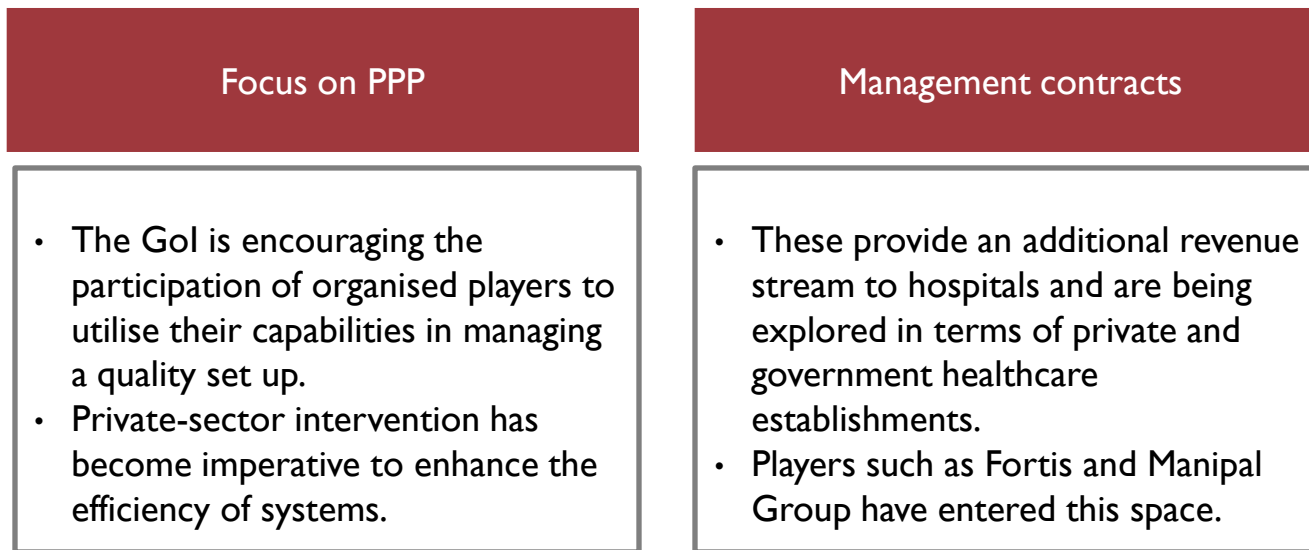 Focus on PPP
• The GoI is encouraging the
participation of organised players to
utilise their capabilities in managing
a quality set up.
• Private-sector intervention has
become imperative to enhance the
efficiency of systems.
Management contracts
• These provide an additional revenue
stream to hospitals and are being
explored in terms of private and
government healthcare
establishments.
• Players such as Fortis and Manipal
Group have entered this space.